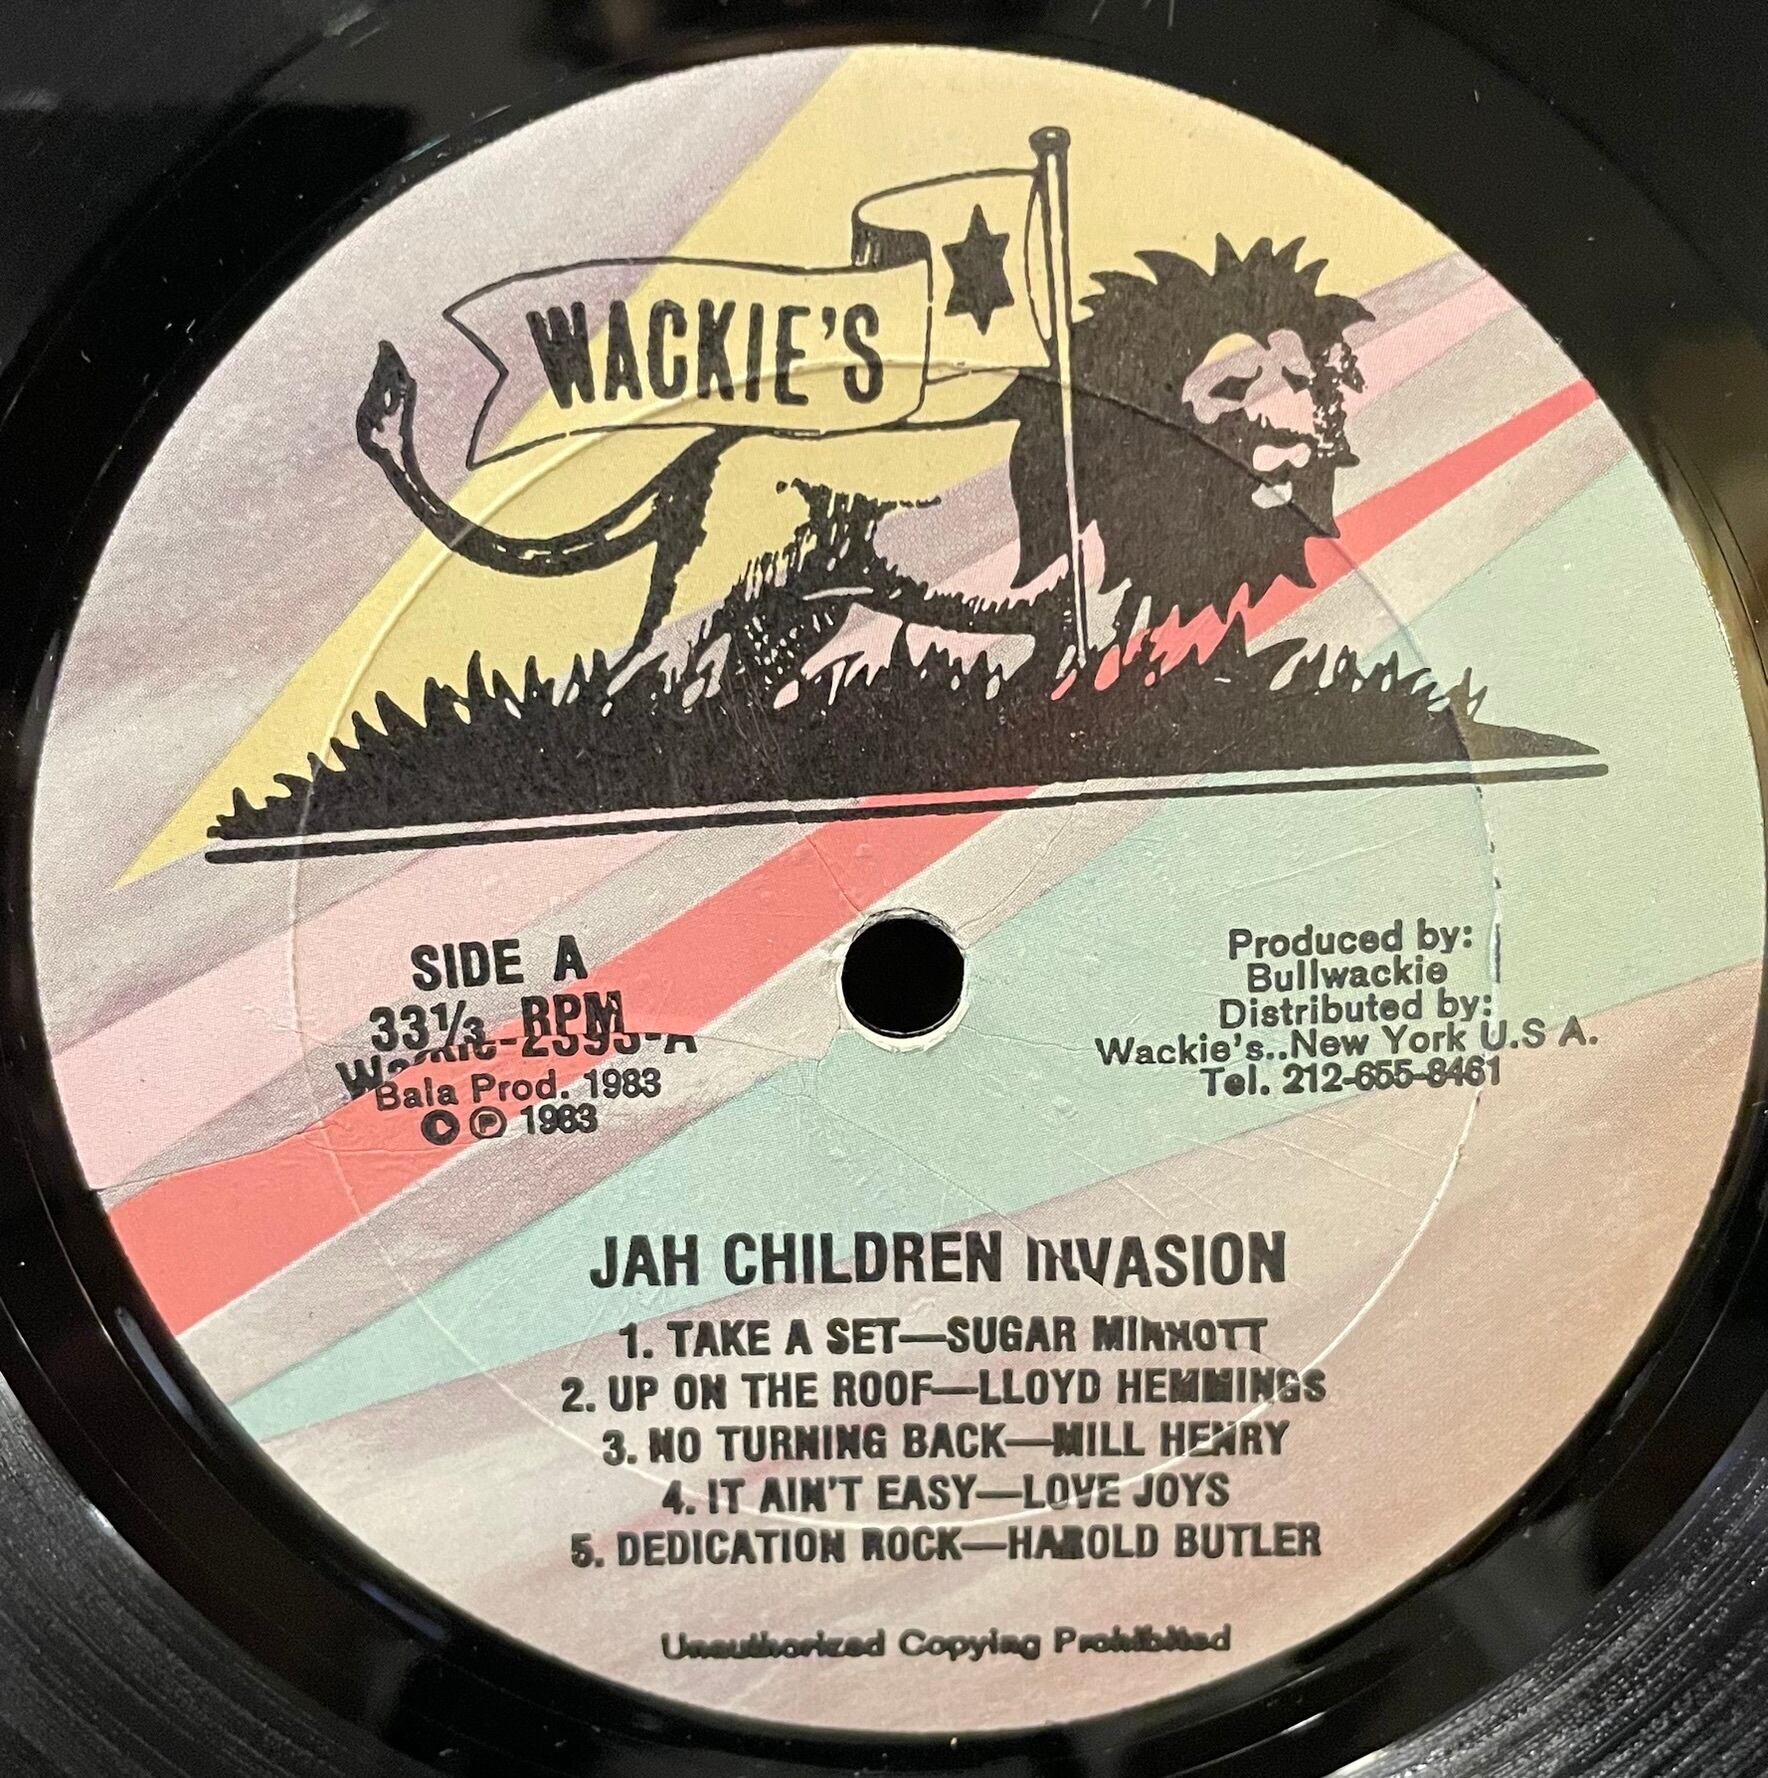 WACKIE'S
SIDE A
33⅓ RPM
Wackie-2393-A
Bala Prod. 1983
© ℗ 1983
Produced by:
Bullwackie
Distributed by:
Wackie's..New York U.S A.
Tel. 212-655-8461
JAH CHILDREN INVASION
1. TAKE A SET—SUGAR MINNOTT
2. UP ON THE ROOF—LLOYD HEMMINGS
3. NO TURNING BACK—MILL HENRY
4. IT AIN'T EASY—LOVE JOYS
5. DEDICATION ROCK—HAROLD BUTLER
Unauthorized Copying Prohibited